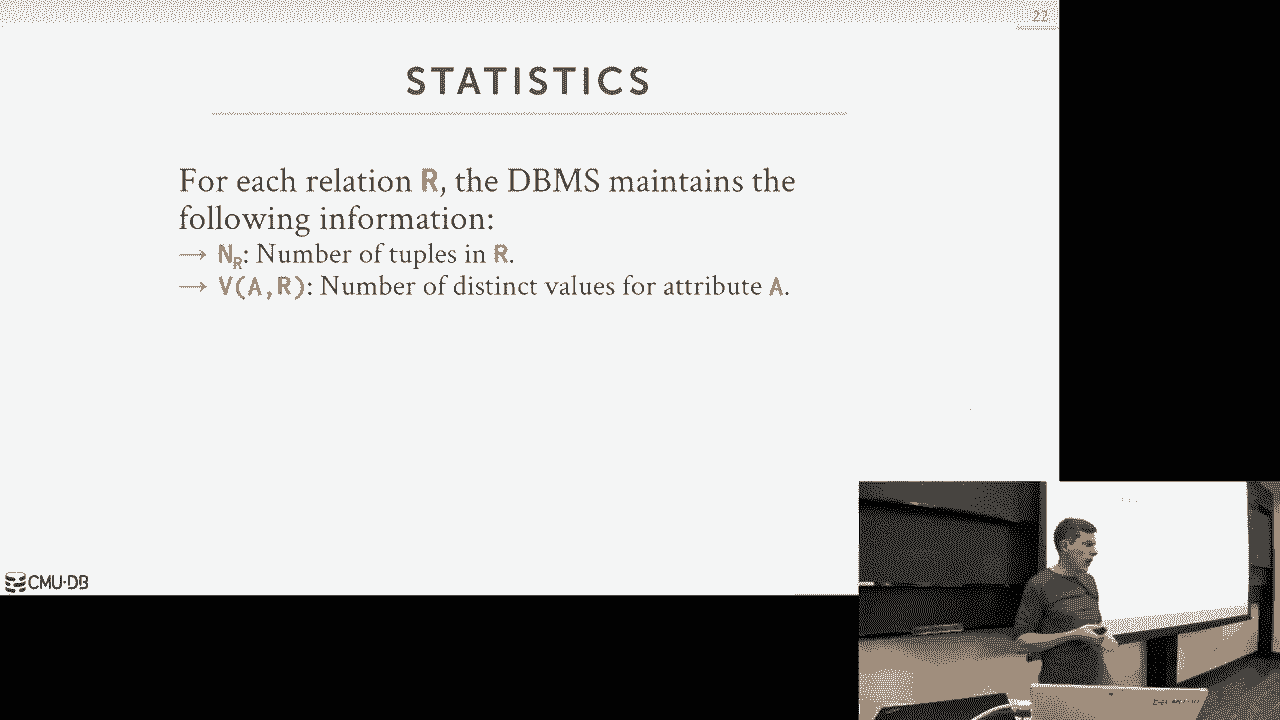 22
STATISTICS
For each relation R, the DBMS maintains the
following information:
→ N_R: Number of tuples in R.
→ V(A,R): Number of distinct values for attribute A.
CMU·DB